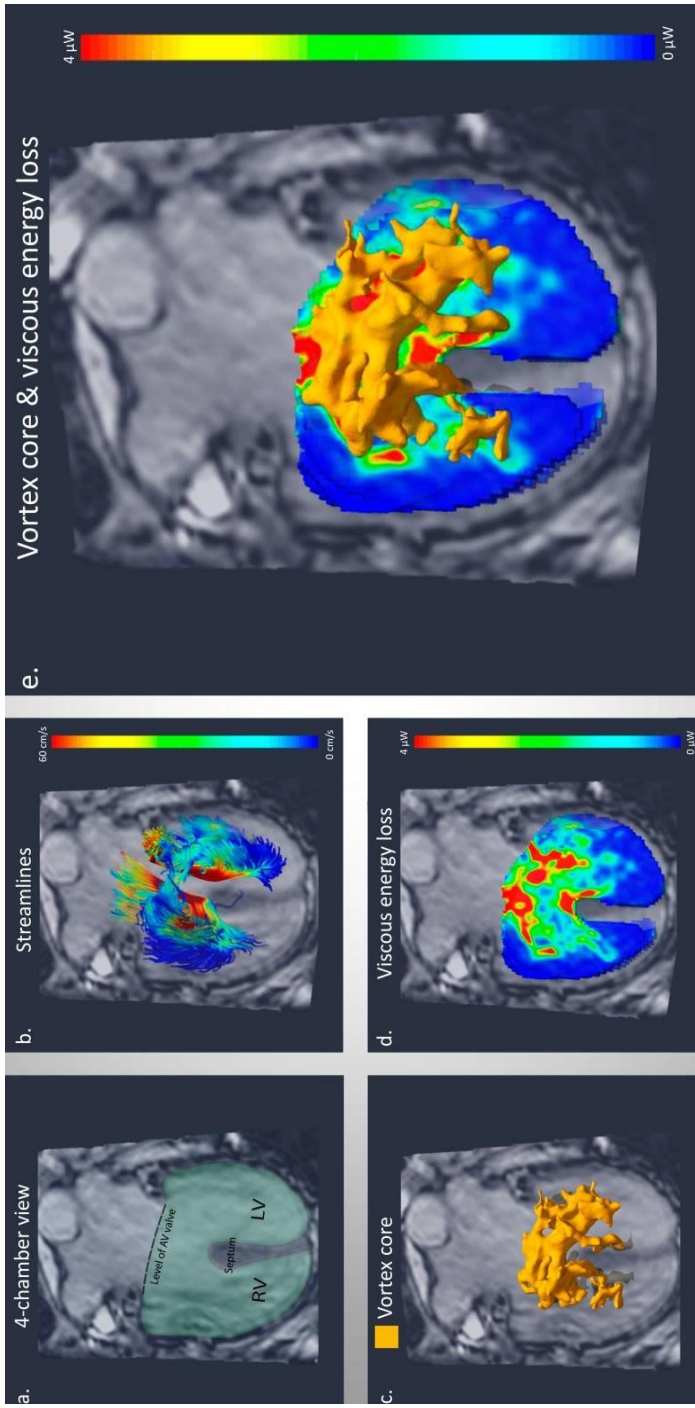 a.
4-chamber view
Level of AV valve
Septum
RV
LV
b.
Streamlines
60 cm/s
0 cm/s
c.
Vortex core
d.
Viscous energy loss
4 µW
0 µW
e.
Vortex core & viscous energy loss
4 µW
0 µW